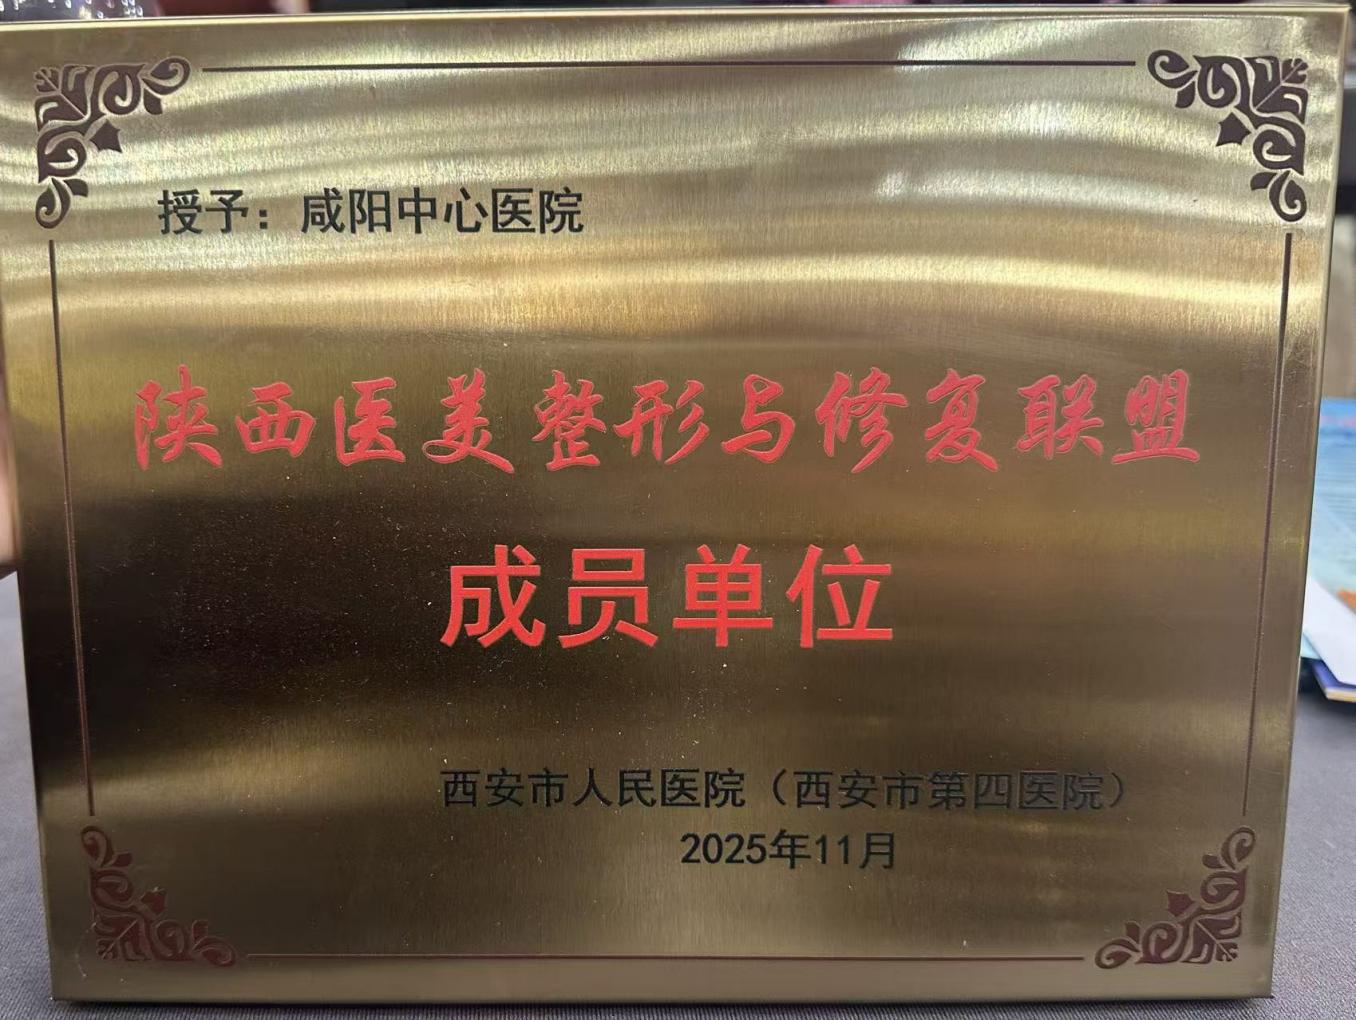 授予：咸阳中心医院
陕西医美整形与修复联盟
成员单位
西安市人民医院（西安市第四医院）
2025年11月